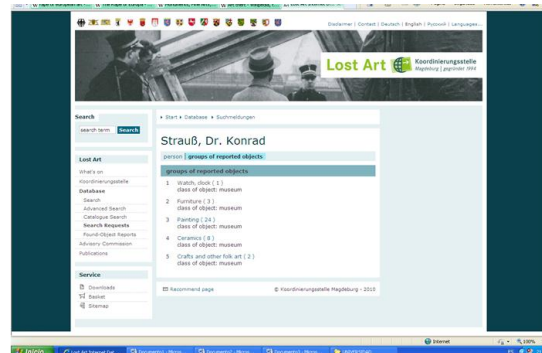 Disclaimer | Contact | Deutsch | English | Русский | Languages...
Lost Art
Koordinierungsstelle
Magdeburg | gegründet 1994
Search
search term Search
Start Database Suchmeldungen
Strauß, Dr. Konrad
person | groups of reported objects
groups of reported objects
1 Watch, clock ( 1 )
class of object: museum
2 Furniture ( 3 )
class of object: museum
3 Painting ( 24 )
class of object: museum
4 Ceramics ( 8 )
class of object: museum
5 Crafts and other folk art ( 2 )
class of object: museum
Recommend page © Koordinierungsstelle Magdeburg - 2010
Lost Art
What's on
Koordinierungsstelle
Database
Search
Advanced Search
Catalogue Search
Search Requests
Found-Object Reports
Advisory Commission
Publications
Service
Downloads
Basket
Sitemap
Internet
100%
Inicio